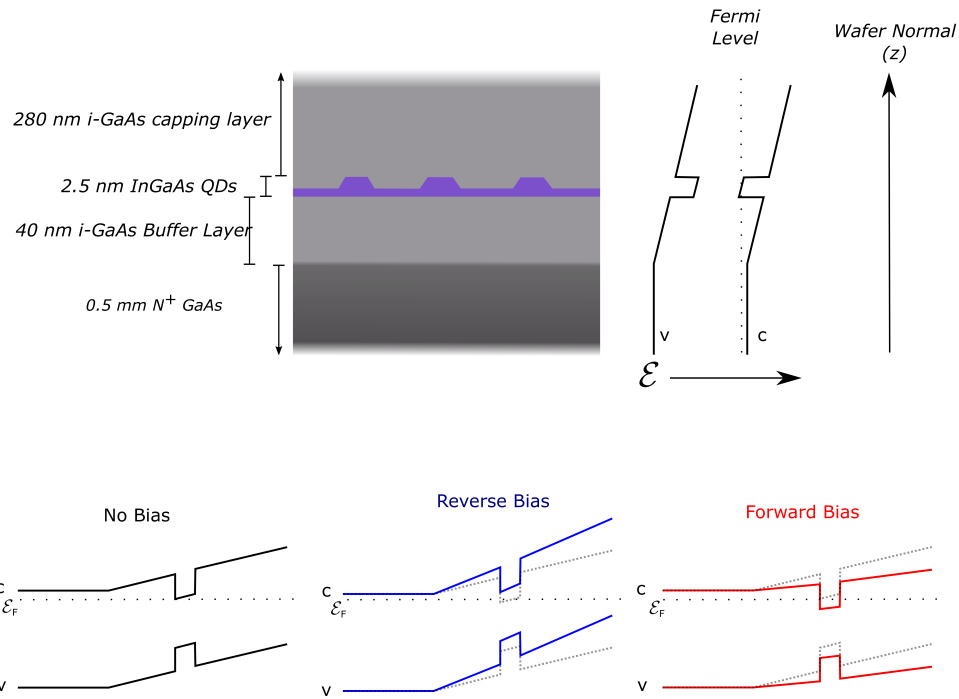 Fermi
Level
Wafer Normal
(z)
280 nm i-GaAs capping layer
2.5 nm InGaAs QDs
40 nm i-GaAs Buffer Layer
0.5 mm N+ GaAs
v
c
ℰ
No Bias
Reverse Bias
Forward Bias
c
c
c
ℰF
ℰF
ℰF
v
v
v